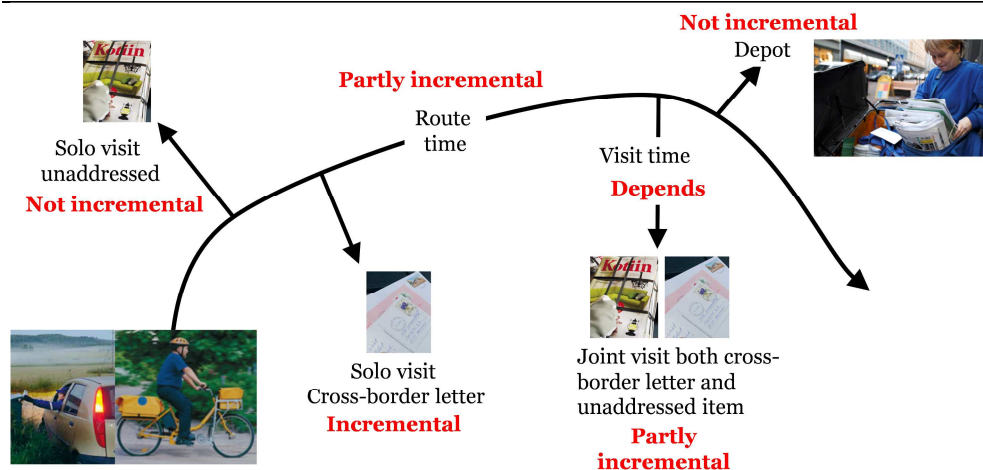 Not incremental
Depot
Kotiin
Partly incremental
Route
time
Solo visit
unaddressed
Not incremental
Visit time
Depends
Kotiin
Solo visit
Cross-border letter
Incremental
Joint visit both cross-
border letter and
unaddressed item
Partly
incremental